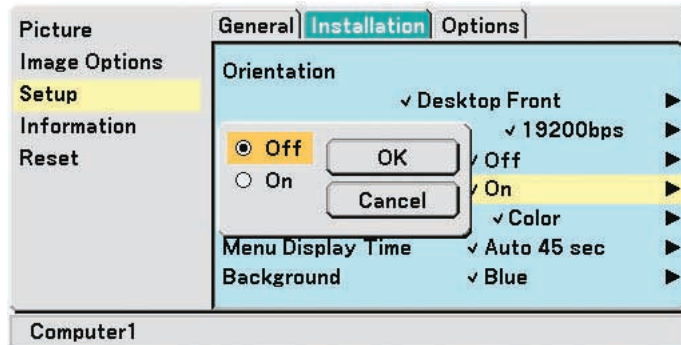 Picture
Image Options
Setup
Information
Reset
General Installation Options
Orientation
✓ Desktop Front
✓ 19200bps
✓ Off
✓ On
✓ Color
Menu Display Time ✓ Auto 45 sec
Background ✓ Blue
Off
On
OK
Cancel
Computer1